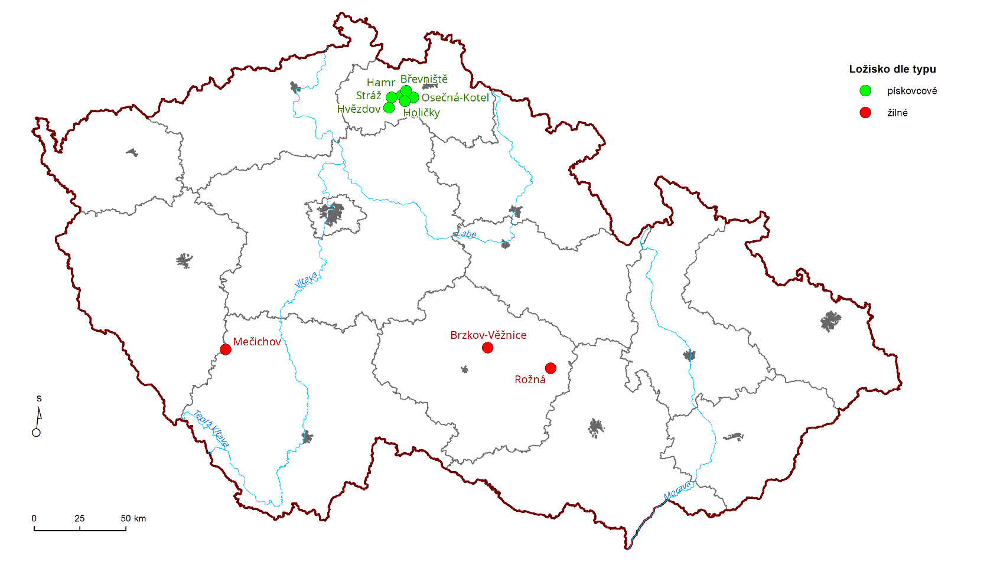 Ložisko dle typu
pískovcové
žilné
Hamr
Břevniště
Stráž
Osečná-Kotel
Hvězdov
Holičky
Labe
Vltava
Mečichov
Brzkov-Věžnice
Rožná
S
Teplá Vltava
Morava
0 25 50 km